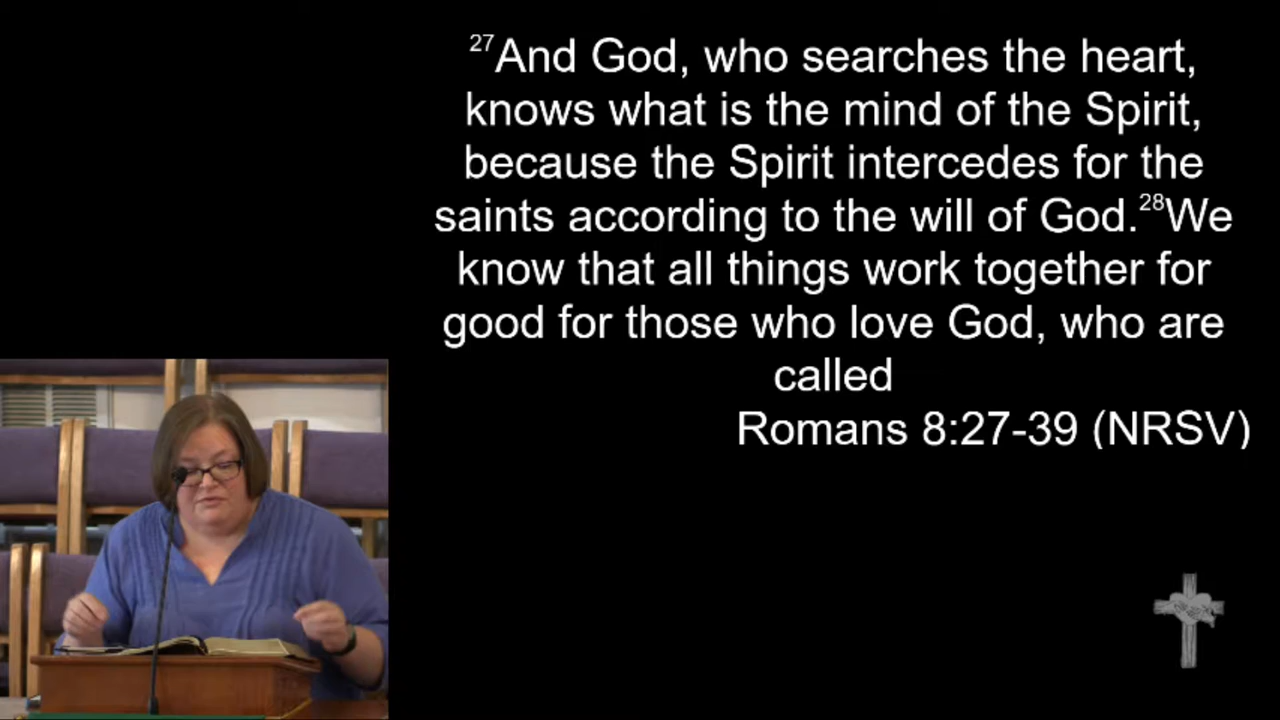 27And God, who searches the heart,
knows what is the mind of the Spirit,
because the Spirit intercedes for the
saints according to the will of God.28We
know that all things work together for
good for those who love God, who are
called
Romans 8:27-39 (NRSV)